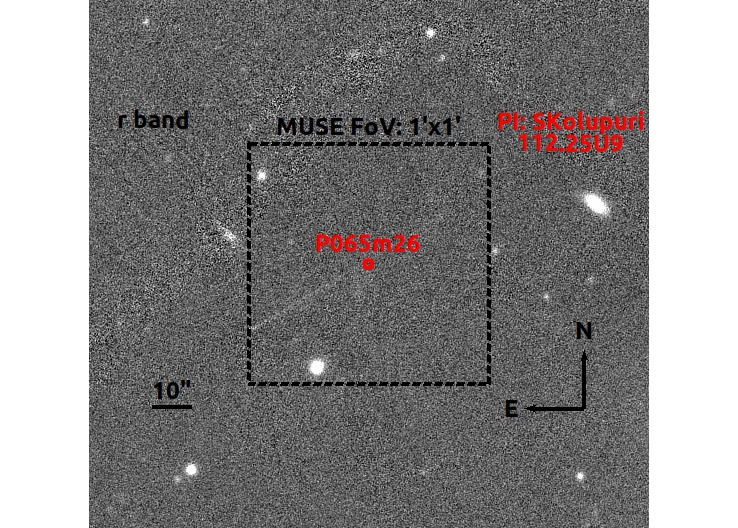 r band
MUSE FoV: 1'x1'
PI: SKolupuri
112.25U9
P065m26
N
10"
E